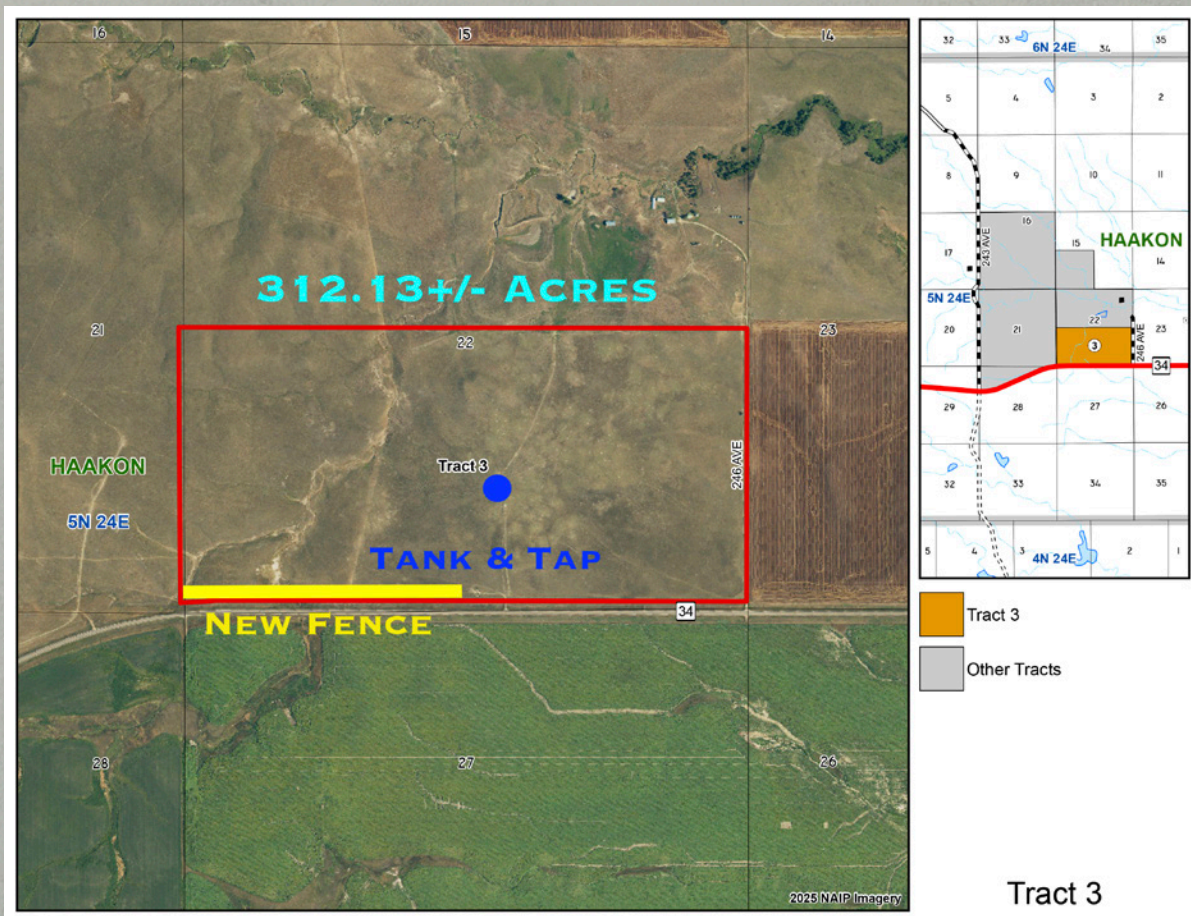 16
15
14
312.13+/- ACRES
21
22
23
Tract 3
246 AVE
HAAKON
5N 24E
TANK & TAP
NEW FENCE
34
28
27
26
2025 NAIP Imagery
32
33
6N 24E
34
35
5
4
3
2
8
9
10
11
16
243 AVE
17
15
HAAKON
14
5N 24E
20
21
22
23
3
246 AVE
34
29
28
27
26
32
33
34
35
5
4
3
4N 24E
2
1
Tract 3
Other Tracts
Tract 3